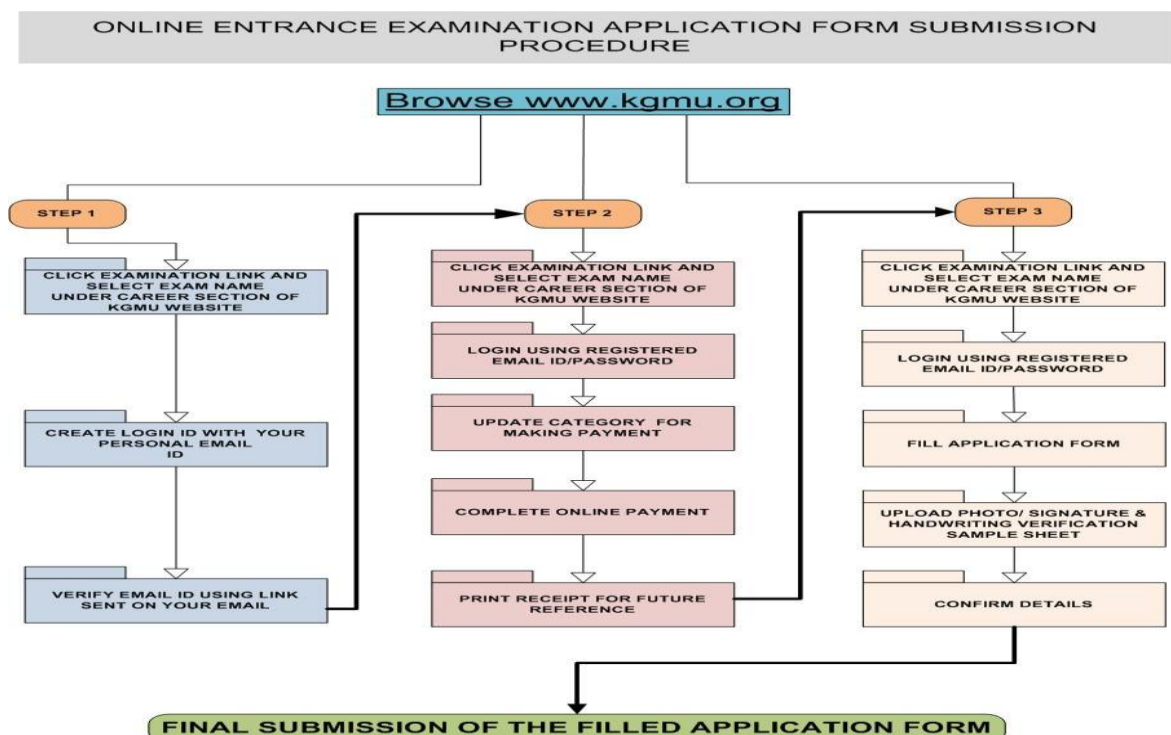 ONLINE ENTRANCE EXAMINATION APPLICATION FORM SUBMISSION
PROCEDURE
Browse www.kgmu.org
STEP 1
CLICK EXAMINATION LINK AND
SELECT EXAM NAME
UNDER CAREER SECTION OF
KGMU WEBSITE
CREATE LOGIN ID WITH YOUR
PERSONAL EMAIL
ID
VERIFY EMAIL ID USING LINK
SENT ON YOUR EMAIL
STEP 2
CLICK EXAMINATION LINK AND
SELECT EXAM NAME
UNDER CAREER SECTION OF
KGMU WEBSITE
LOGIN USING REGISTERED
EMAIL ID/PASSWORD
UPDATE CATEGORY FOR
MAKING PAYMENT
COMPLETE ONLINE PAYMENT
PRINT RECEIPT FOR FUTURE
REFERENCE
STEP 3
CLICK EXAMINATION LINK AND
SELECT EXAM NAME
UNDER CAREER SECTION OF
KGMU WEBSITE
LOGIN USING REGISTERED
EMAIL ID/PASSWORD
FILL APPLICATION FORM
UPLOAD PHOTO/ SIGNATURE &
HANDWRITING VERIFICATION
SAMPLE SHEET
CONFIRM DETAILS
FINAL SUBMISSION OF THE FILLED APPLICATION FORM